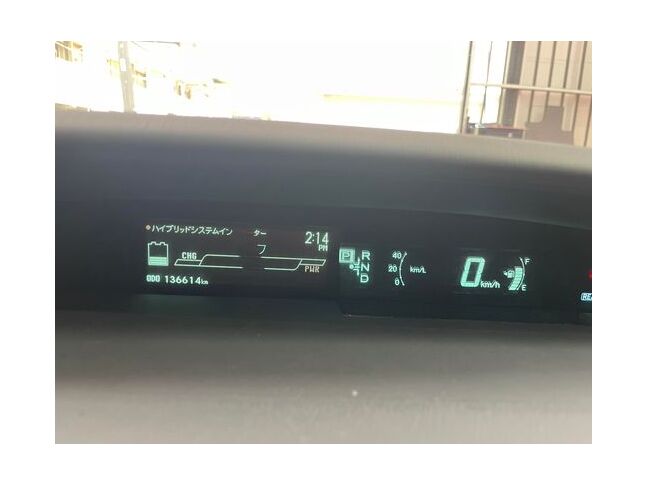 ハイブリッドシステムイン ター
2:14
PM
CHG
PWR
ODO 136614km
P R
N
D
40
20
0
km/L
0 km/h
F
E